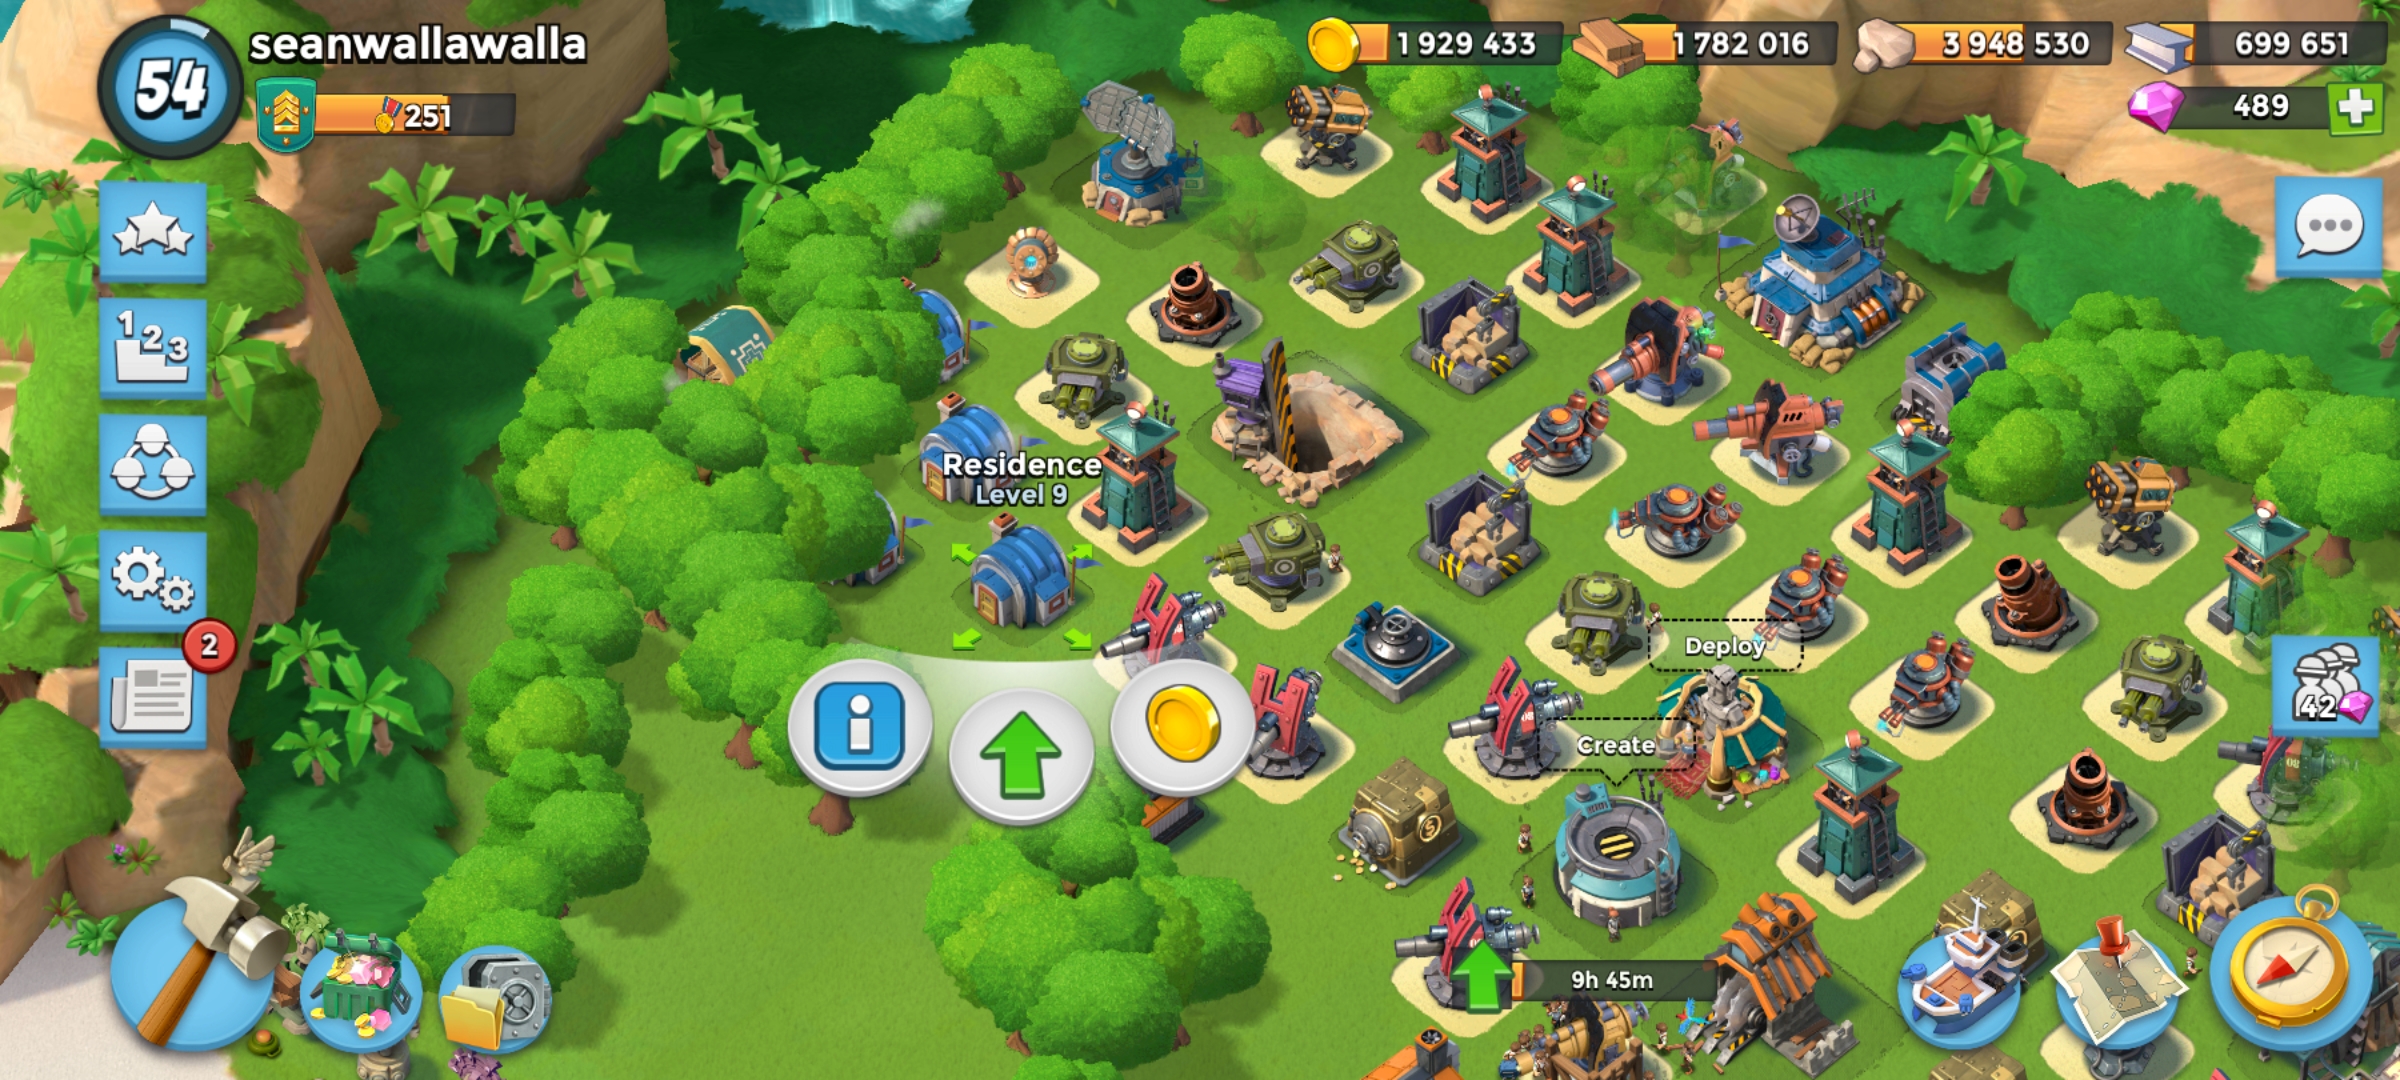 54
seanwallawalla
251
1 929 433
1 782 016
3 948 530
699 651
489
123
Residence
Level 9
2
Deploy
Create
42
9h 45m